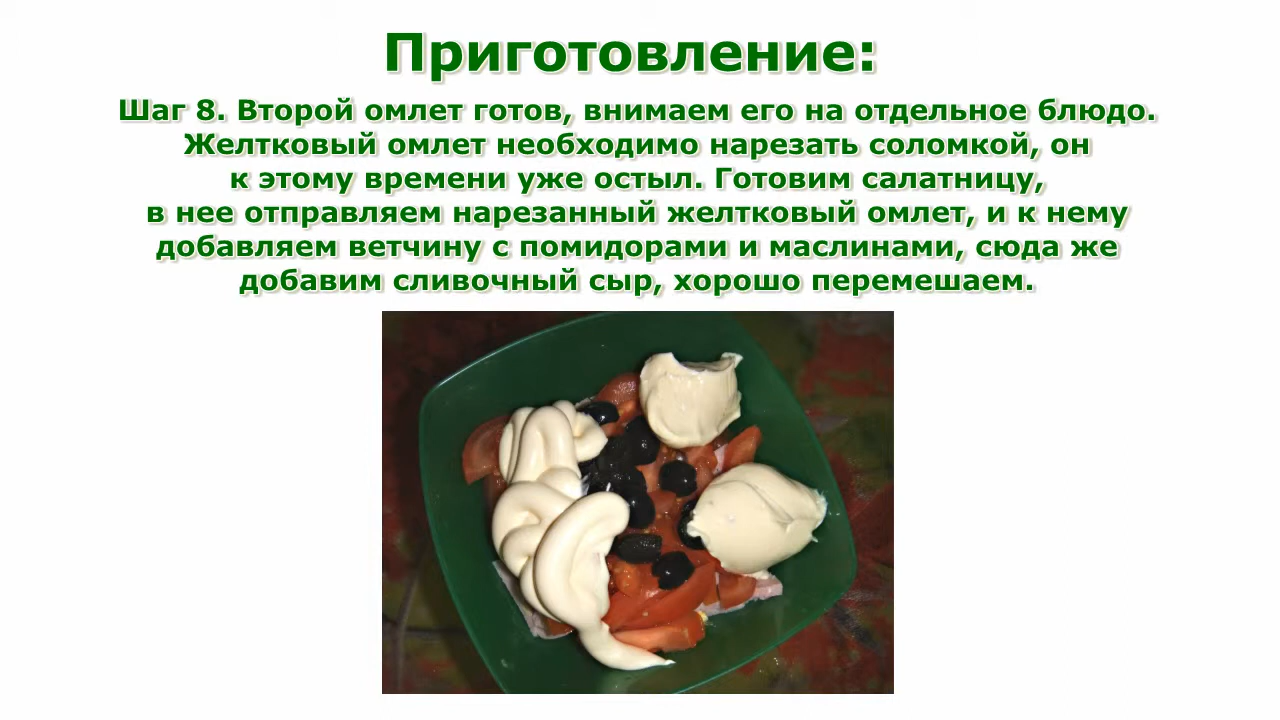 Приготовление:
Шаг 8. Второй омлет готов, внимаем его на отдельное блюдо.
Желтковый омлет необходимо нарезать соломкой, он
к этому времени уже остыл. Готовим салатницу,
в нее отправляем нарезанный желтковый омлет, и к нему
добавляем ветчину с помидорами и маслинами, сюда же
добавим сливочный сыр, хорошо перемешаем.